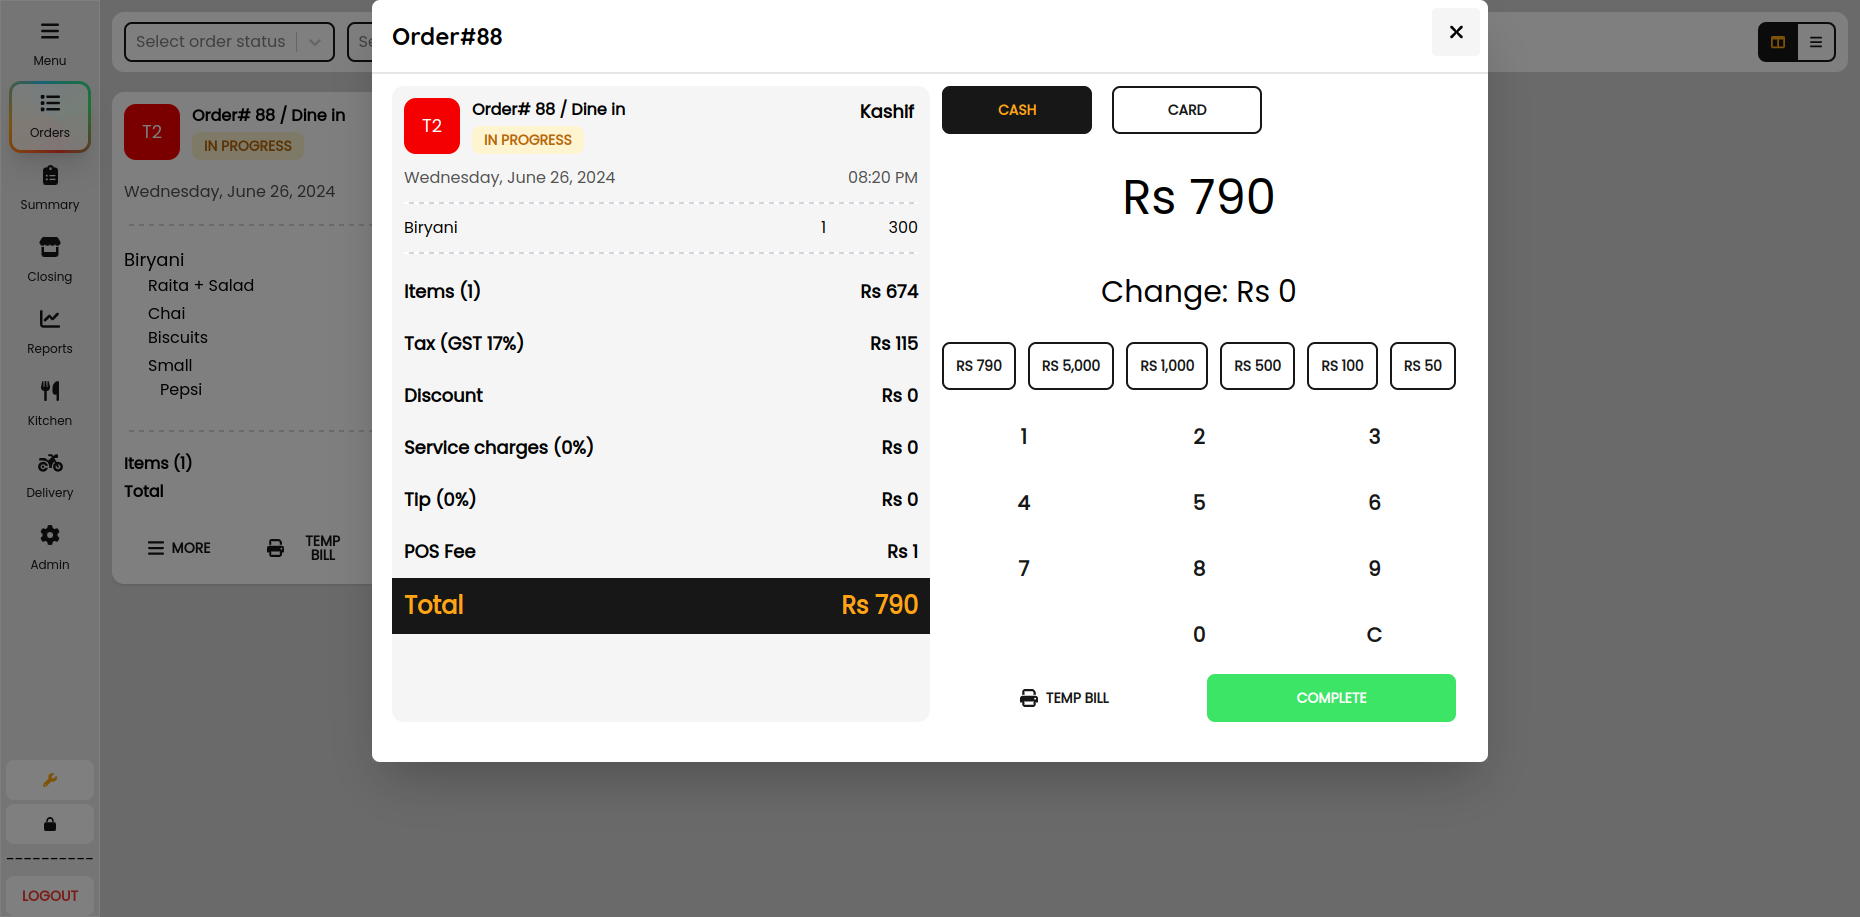 Menu
Orders
Summary
Closing
Reports
Kitchen
Delivery
Admin
LOGOUT
Select order status
Se
T2
Order# 88 / Dine in
IN PROGRESS
Wednesday, June 26, 2024
Biryani
Raita + Salad
Chai
Biscuits
Small
Pepsi
Items (1)
Total
MORE
TEMP
BILL
Order#88
T2
Order# 88 / Dine in
Kashif
IN PROGRESS
Wednesday, June 26, 2024 08:20 PM
Biryani 1 300
Items (1) Rs 674
Tax (GST 17%) Rs 115
Discount Rs 0
Service charges (0%) Rs 0
Tip (0%) Rs 0
POS Fee Rs 1
Total Rs 790
CASH CARD
Rs 790
Change: Rs 0
RS 790 RS 5,000 RS 1,000 RS 500 RS 100 RS 50
1 2 3
4 5 6
7 8 9
0 C
TEMP BILL COMPLETE